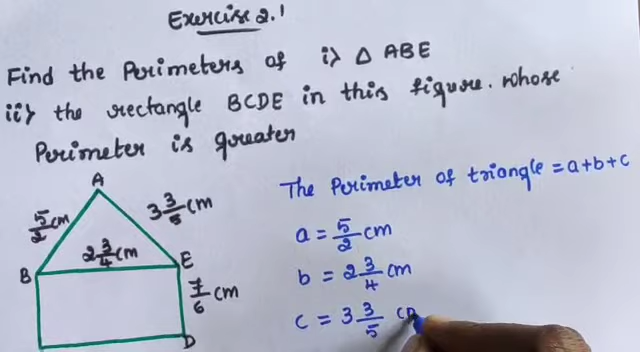 Exercise 2.1
Find the Perimeters of i) △ ABE
ii) the rectangle BCDE in this figure. whose
Perimeter is greater
A
5/2 cm
3 3/5 cm
2 3/4 cm
B
E
7/6 cm
D
The Perimeter of triangle = a+b+c
a = 5/2 cm
b = 2 3/4 cm
c = 3 3/5 cm